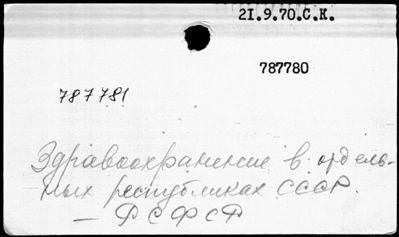 21.9.70.С.К.
787780
787781
Здравоохранение в отдель-
ных республиках СССР.
— РСФСР